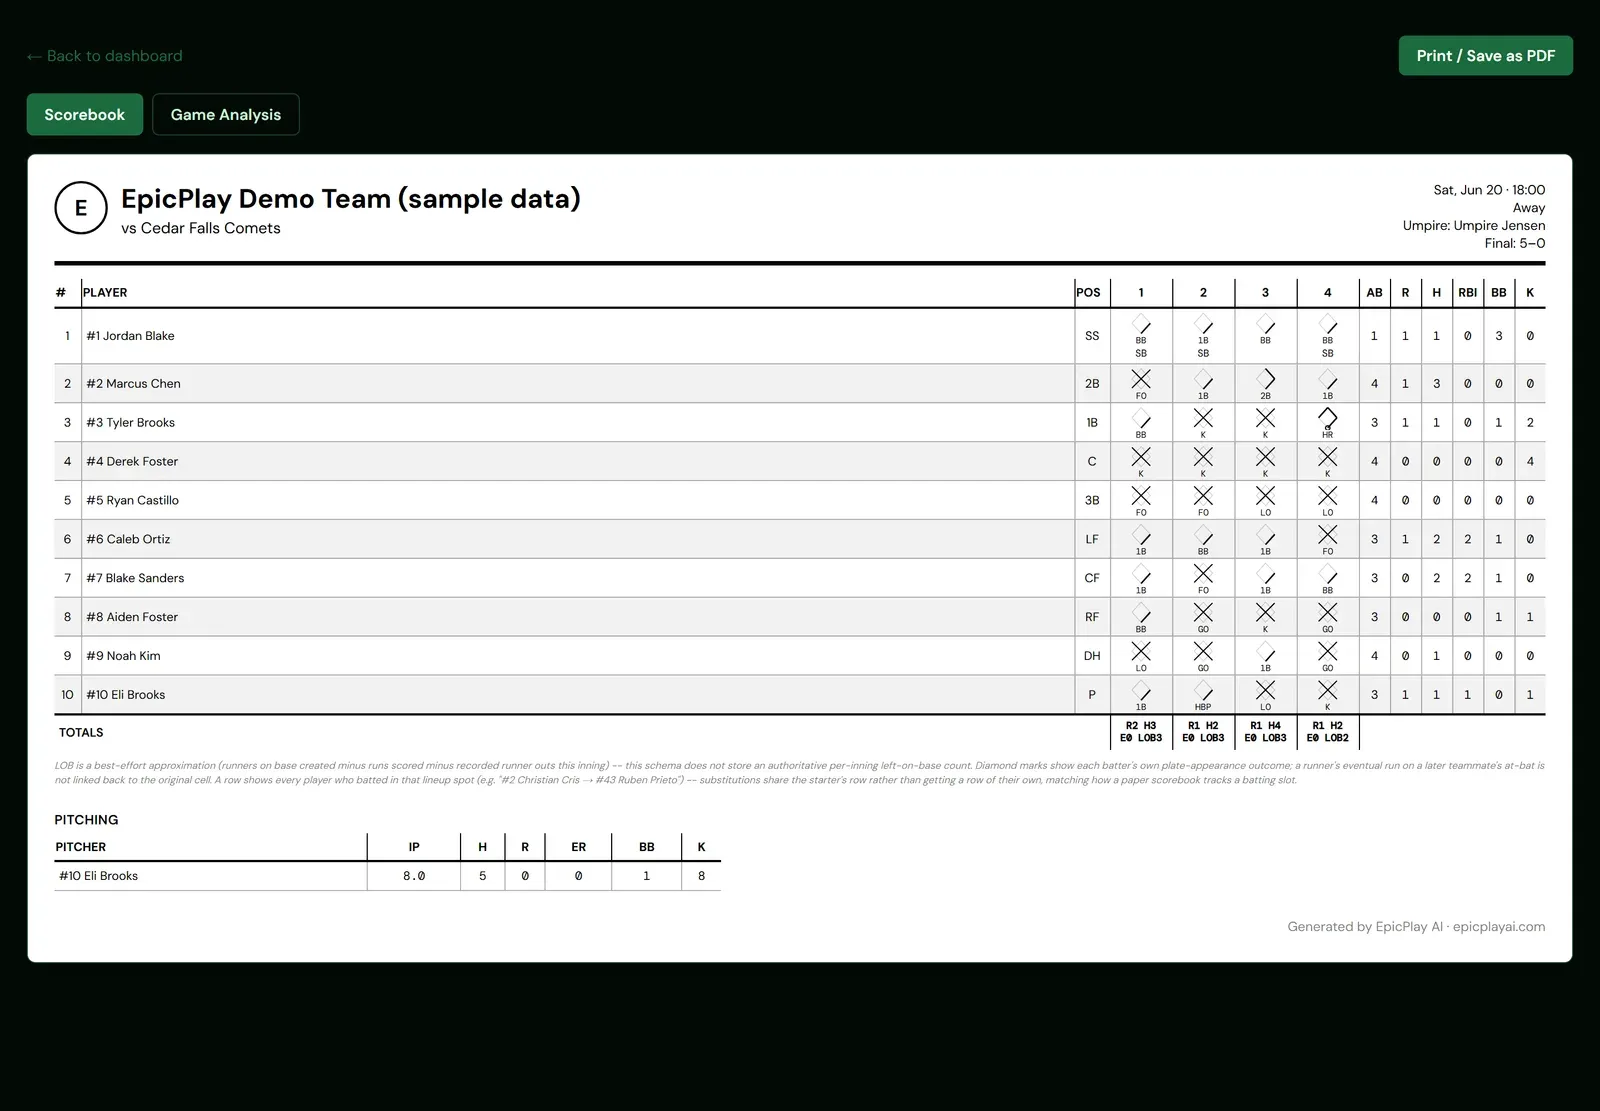 ← Back to dashboard
Print / Save as PDF
Scorebook
Game Analysis
E
EpicPlay Demo Team (sample data)
vs Cedar Falls Comets
Sat, Jun 20 · 18:00
Away
Umpire: Umpire Jensen
Final: 5–0
# PLAYER POS 1 2 3 4 AB R H RBI BB K
1 #1 Jordan Blake SS BB SB 1B SB BB BB SB 1 1 1 0 3 0
2 #2 Marcus Chen 2B FO 1B 2B 1B 4 1 3 0 0 0
3 #3 Tyler Brooks 1B BB K K HR 3 1 1 0 1 2
4 #4 Derek Foster C K K K K 4 0 0 0 0 4
5 #5 Ryan Castillo 3B FO FO LO LO 4 0 0 0 0 0
6 #6 Caleb Ortiz LF 1B BB 1B FO 3 1 2 2 1 0
7 #7 Blake Sanders CF 1B FO 1B BB 3 0 2 2 1 0
8 #8 Aiden Foster RF BB GO K GO 3 0 0 0 1 1
9 #9 Noah Kim DH LO GO 1B GO 4 0 1 0 0 0
10 #10 Eli Brooks P 1B HBP LO K 3 1 1 1 0 1
TOTALS R2 H3 E0 LOB3 R1 H2 E0 LOB3 R1 H4 E0 LOB3 R1 H2 E0 LOB2
LOB is a best-effort approximation (runners on base created minus runs scored minus recorded runner outs this inning) -- this schema does not store an authoritative per-inning left-on-base count. Diamond marks show each batter's own plate-appearance outcome; a runner's eventual run on a later teammate's at-bat is
not linked back to the original cell. A row shows every player who batted in that lineup spot (e.g. "#2 Christian Cris → #43 Ruben Prieto") -- substitutions share the starter's row rather than getting a row of their own, matching how a paper scorebook tracks a batting slot.
PITCHING
PITCHER IP H R ER BB K
#10 Eli Brooks 8.0 5 0 0 1 8
Generated by EpicPlay AI · epicplayai.com